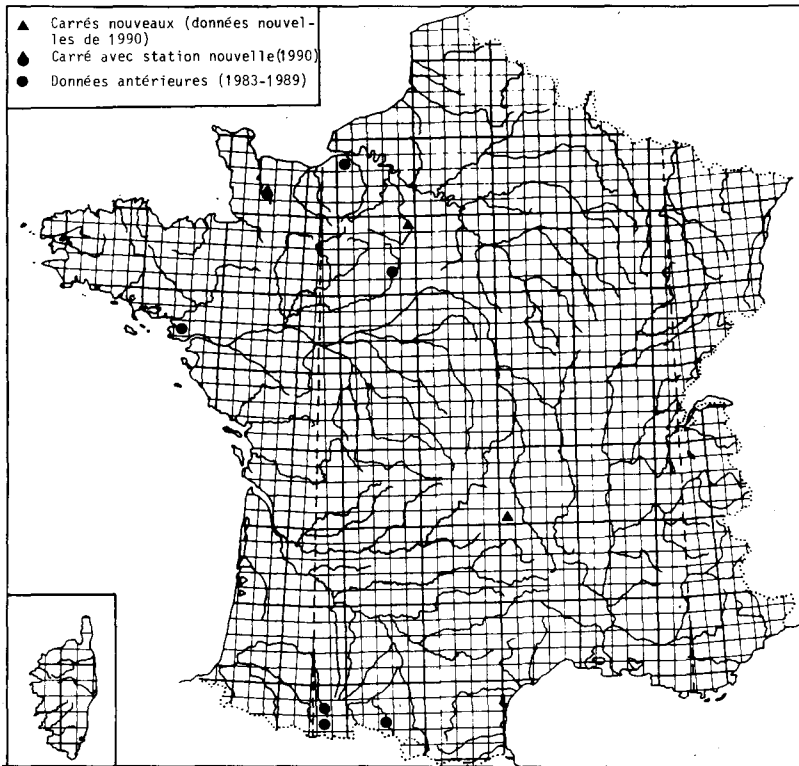 ▲ Carrés nouveaux (données nouvel-
les de 1990)
Carré avec station nouvelle(1990)
● Données antérieures (1983-1989)